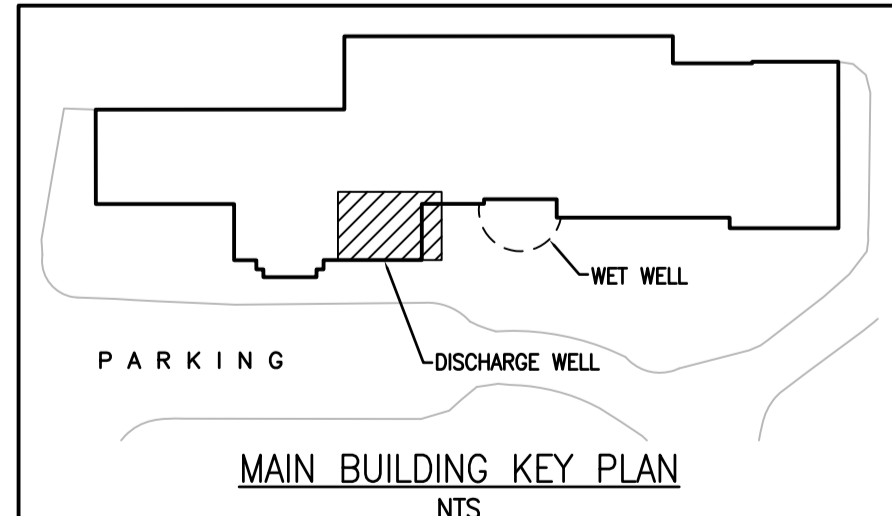 WET WELL
PARKING
DISCHARGE WELL
MAIN BUILDING KEY PLAN
NTS